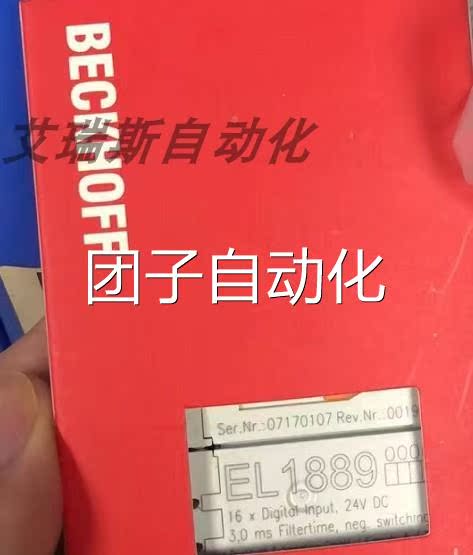 BECKHOFF
艾瑞斯自动化
团子自动化
Ser.Nr.:07170107 Rev.Nr.:0019
EL1889
000
16 x Digital Input, 24V DC
3,0 ms Filtertime, neg. switching